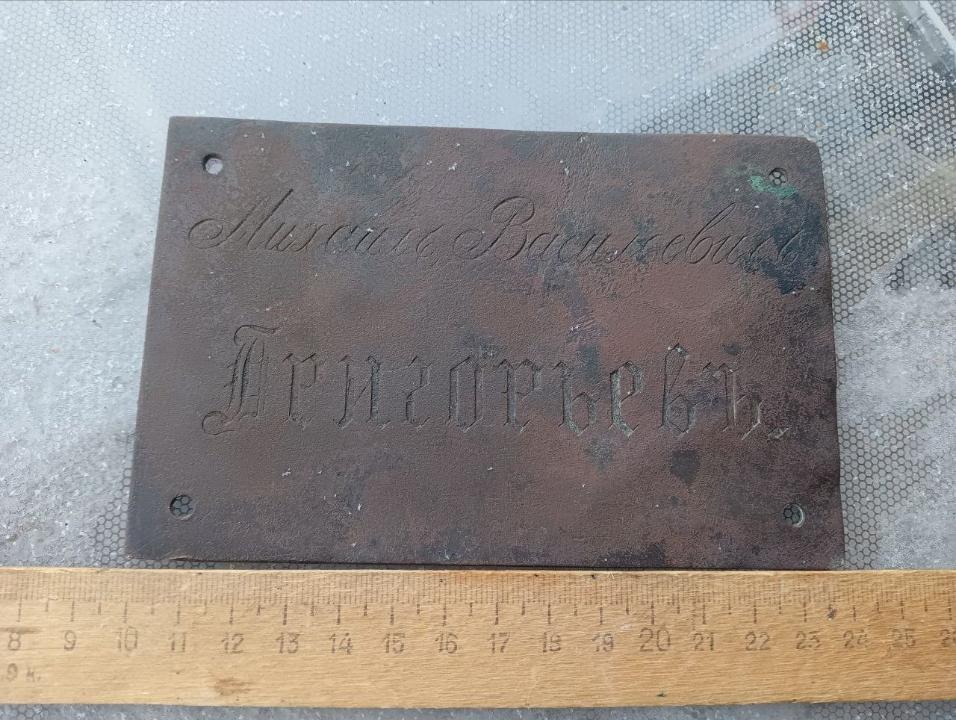 Михаилъ Васильевичъ
Григорьевъ.
8 9 10 11 12 13 14 15 16 17 18 19 20 21 22 23 24 25